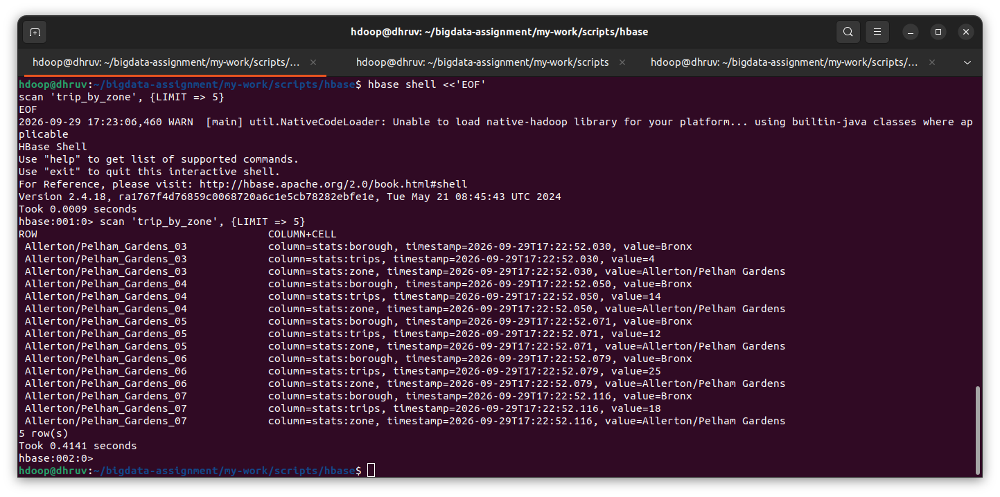 hdoop@dhruv: ~/bigdata-assignment/my-work/scripts/hbase
hdoop@dhruv: ~/bigdata-assignment/my-work/scripts/… hdoop@dhruv: ~/bigdata-assignment/my-work/scripts hdoop@dhruv: ~/bigdata-assignment/my-work/scripts/…
hdoop@dhruv:~/bigdata-assignment/my-work/scripts/hbase$ hbase shell <<'EOF'
scan 'trip_by_zone', {LIMIT => 5}
EOF
2026-09-29 17:23:06,460 WARN  [main] util.NativeCodeLoader: Unable to load native-hadoop library for your platform... using builtin-java classes where ap
plicable
HBase Shell
Use "help" to get list of supported commands.
Use "exit" to quit this interactive shell.
For Reference, please visit: http://hbase.apache.org/2.0/book.html#shell
Version 2.4.18, ra1767f4d76859c0068720a6c1e5cb78282ebfe1e, Tue May 21 08:45:43 UTC 2024
Took 0.0009 seconds
hbase:001:0> scan 'trip_by_zone', {LIMIT => 5}
ROW                                     COLUMN+CELL
 Allerton/Pelham_Gardens_03             column=stats:borough, timestamp=2026-09-29T17:22:52.030, value=Bronx
 Allerton/Pelham_Gardens_03             column=stats:trips, timestamp=2026-09-29T17:22:52.030, value=4
 Allerton/Pelham_Gardens_03             column=stats:zone, timestamp=2026-09-29T17:22:52.030, value=Allerton/Pelham Gardens
 Allerton/Pelham_Gardens_04             column=stats:borough, timestamp=2026-09-29T17:22:52.050, value=Bronx
 Allerton/Pelham_Gardens_04             column=stats:trips, timestamp=2026-09-29T17:22:52.050, value=14
 Allerton/Pelham_Gardens_04             column=stats:zone, timestamp=2026-09-29T17:22:52.050, value=Allerton/Pelham Gardens
 Allerton/Pelham_Gardens_05             column=stats:borough, timestamp=2026-09-29T17:22:52.071, value=Bronx
 Allerton/Pelham_Gardens_05             column=stats:trips, timestamp=2026-09-29T17:22:52.071, value=12
 Allerton/Pelham_Gardens_05             column=stats:zone, timestamp=2026-09-29T17:22:52.071, value=Allerton/Pelham Gardens
 Allerton/Pelham_Gardens_06             column=stats:borough, timestamp=2026-09-29T17:22:52.079, value=Bronx
 Allerton/Pelham_Gardens_06             column=stats:trips, timestamp=2026-09-29T17:22:52.079, value=25
 Allerton/Pelham_Gardens_06             column=stats:zone, timestamp=2026-09-29T17:22:52.079, value=Allerton/Pelham Gardens
 Allerton/Pelham_Gardens_07             column=stats:borough, timestamp=2026-09-29T17:22:52.116, value=Bronx
 Allerton/Pelham_Gardens_07             column=stats:trips, timestamp=2026-09-29T17:22:52.116, value=18
 Allerton/Pelham_Gardens_07             column=stats:zone, timestamp=2026-09-29T17:22:52.116, value=Allerton/Pelham Gardens
5 row(s)
Took 0.4141 seconds
hbase:002:0>
hdoop@dhruv:~/bigdata-assignment/my-work/scripts/hbase$